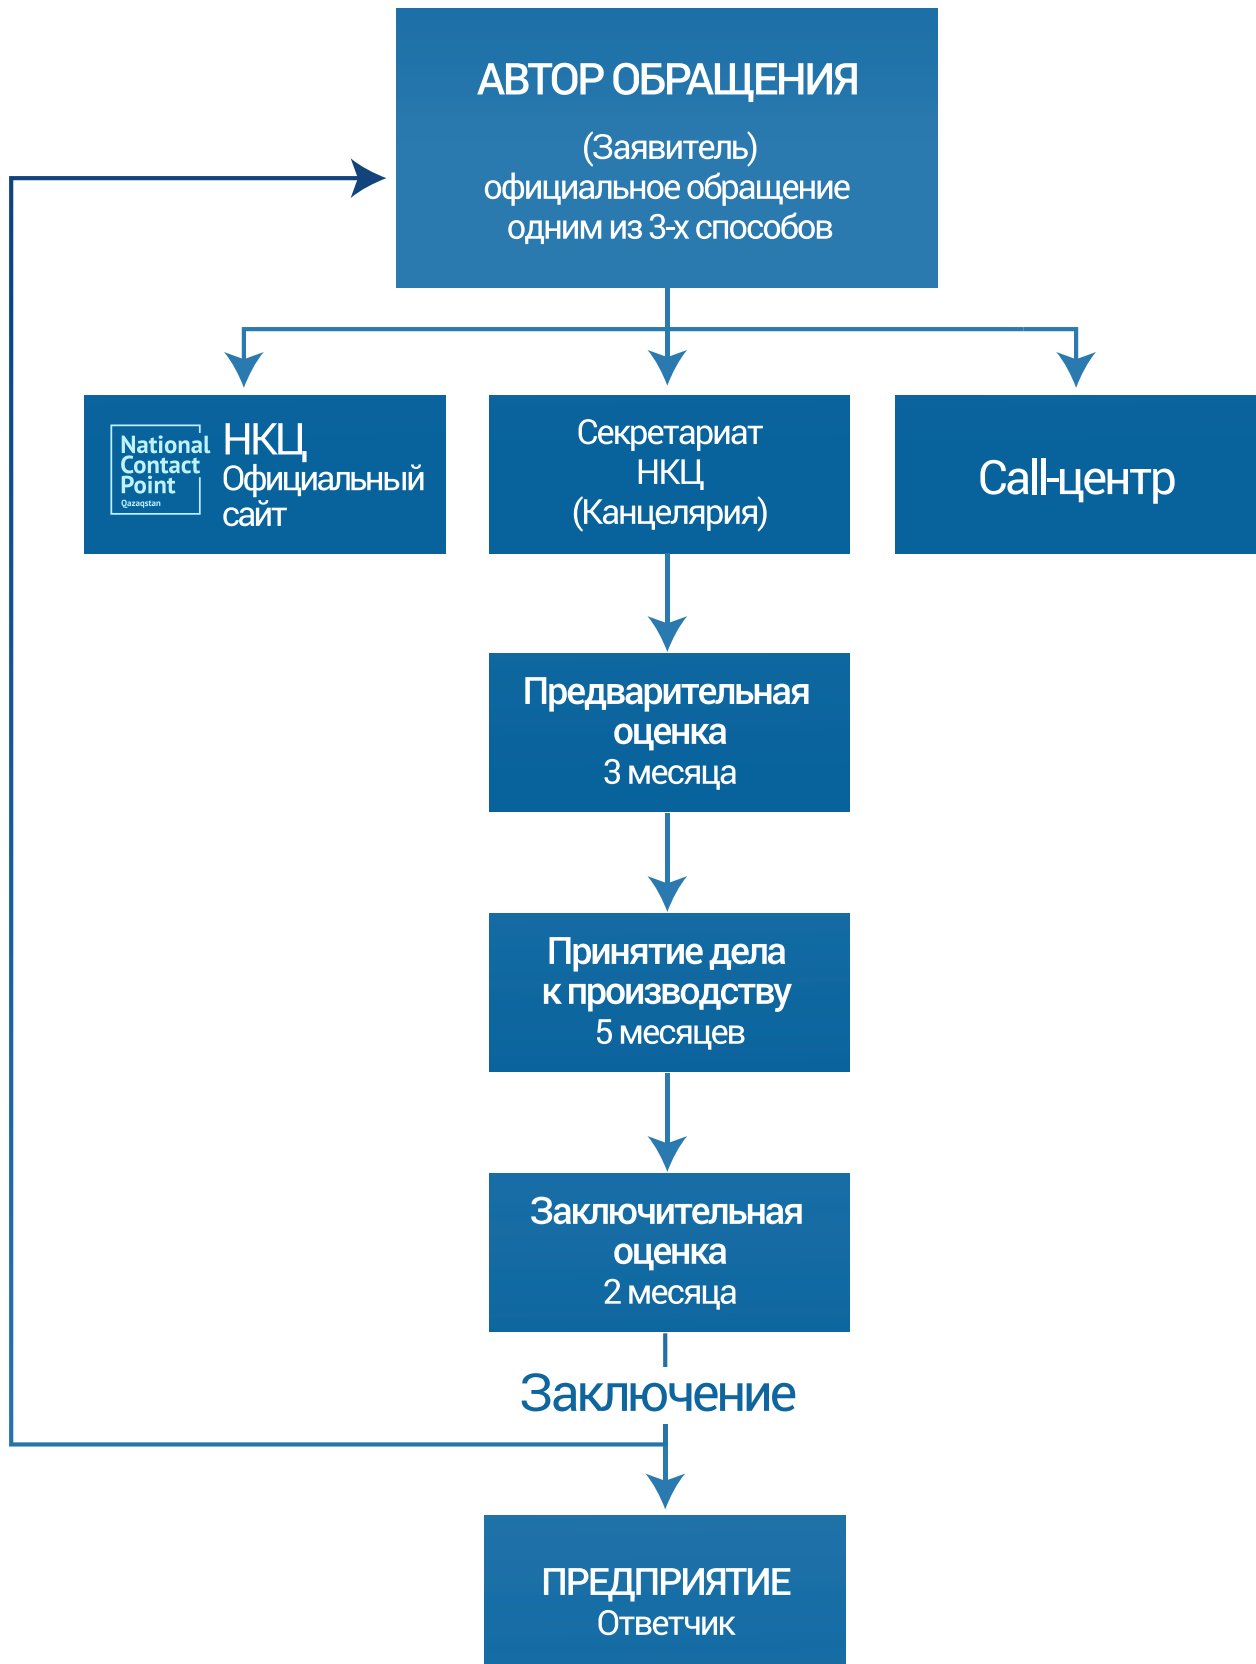 АВТОР ОБРАЩЕНИЯ
(Заявитель)
официальное обращение
одним из 3-х способов
National
Contact
Point
Qazaqstan
НКЦ
Официальный
сайт
Секретариат
НКЦ
(Канцелярия)
Call-центр
Предварительная
оценка
3 месяца
Принятие дела
к производству
5 месяцев
Заключительная
оценка
2 месяца
Заключение
ПРЕДПРИЯТИЕ
Ответчик